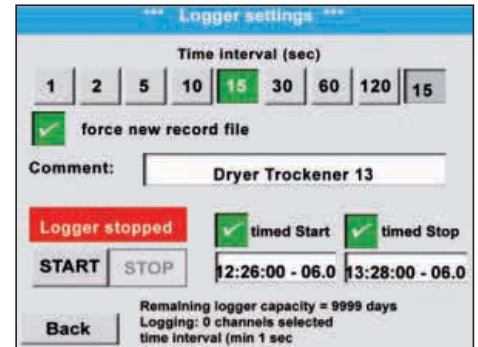 *** Logger settings ***
Time interval (sec)
1 2 5 10 15 30 60 120 15
force new record file
Comment: Dryer Trockener 13
Logger stopped timed Start timed Stop
START STOP 12:26:00 - 06.0 13:28:00 - 06.0
Remaining logger capacity = 9999 days
Back Logging: 0 channels selected
time interval (min 1 sec